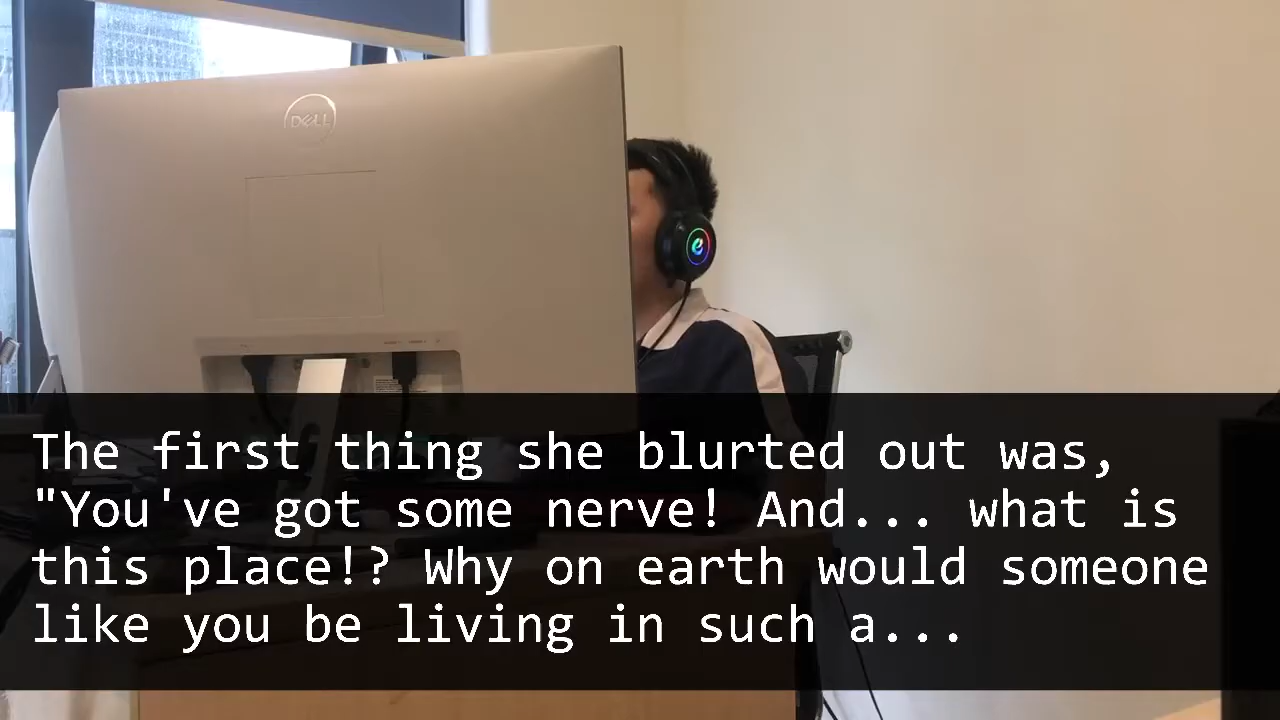 DELL
The first thing she blurted out was,
"You've got some nerve! And... what is
this place!? Why on earth would someone
like you be living in such a...